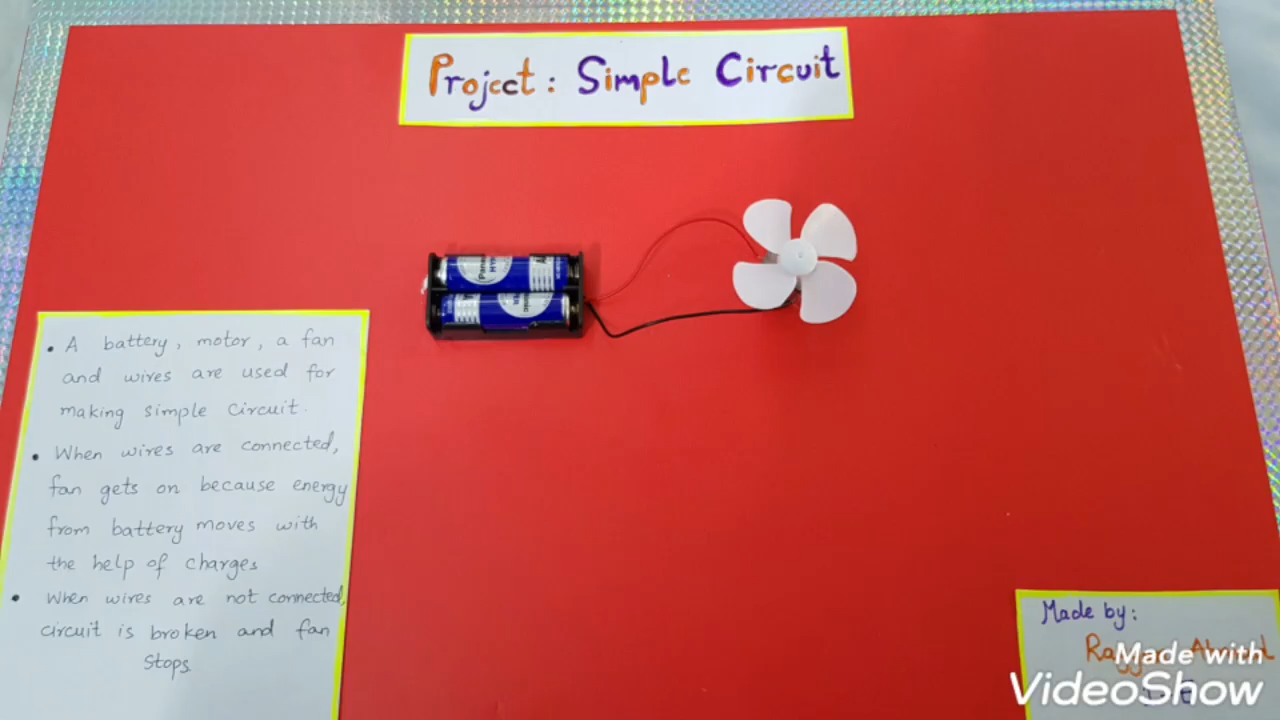 Project : Simple Circuit
• A battery, motor, a fan
and wires are used for
making simple circuit.
• When wires are connected,
fan gets on because energy
from battery moves with
the help of charges
• When wires are not connected,
circuit is broken and fan
stops.
Made by:
Made with
VideoShow